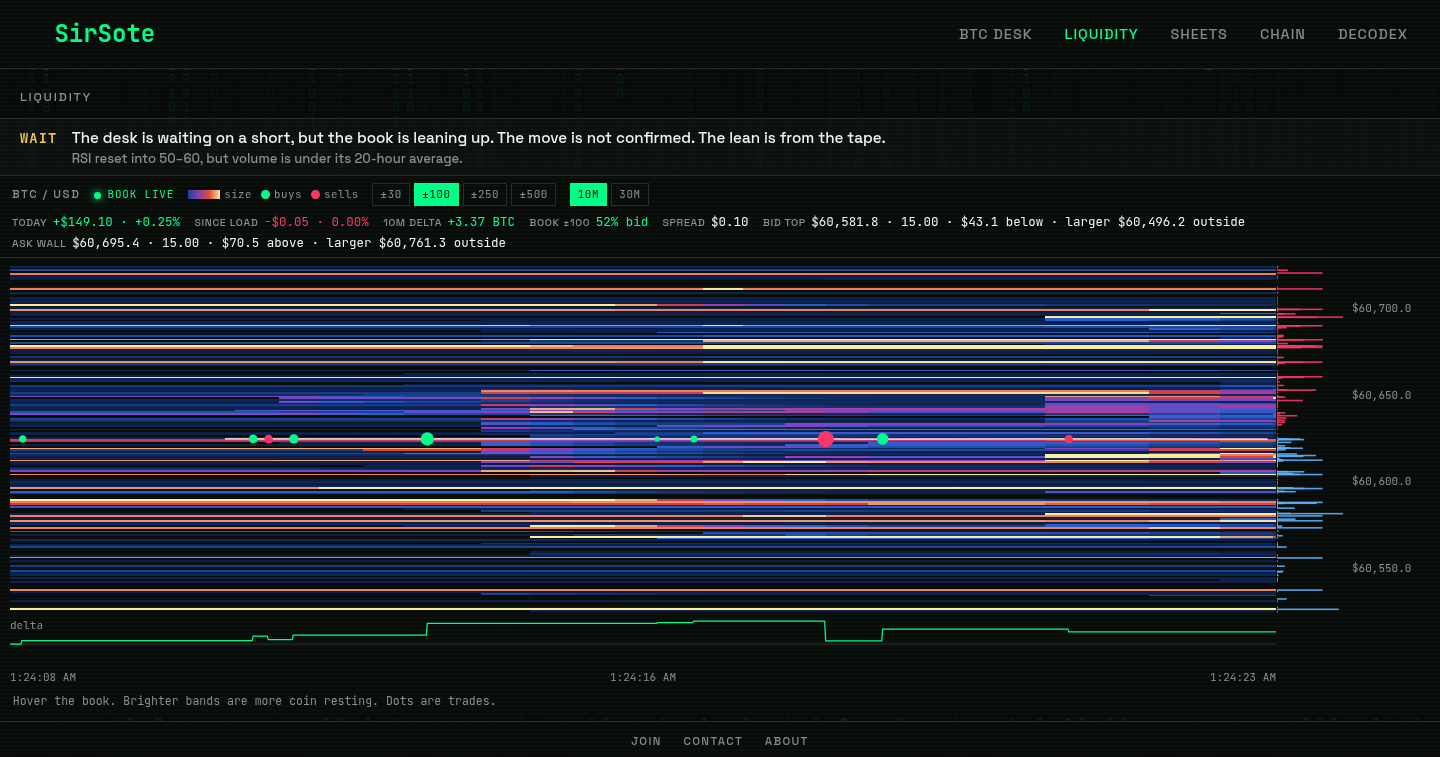 SirSote
BTC DESK LIQUIDITY SHEETS CHAIN DECODEX
LIQUIDITY
WAIT The desk is waiting on a short, but the book is leaning up. The move is not confirmed. The lean is from the tape.
RSI reset into 50–60, but volume is under its 20-hour average.
BTC / USD BOOK LIVE size buys sells ±30 ±100 ±250 ±500 10M 30M
TODAY +$149.10 · +0.25% SINCE LOAD -$0.05 · 0.00% 10M DELTA +3.37 BTC BOOK ±100 52% bid SPREAD $0.10 BID TOP $60,581.8 · 15.00 · $43.1 below · larger $60,496.2 outside
ASK WALL $60,695.4 · 15.00 · $70.5 above · larger $60,761.3 outside
$60,700.0
$60,650.0
$60,600.0
$60,550.0
delta
1:24:08 AM 1:24:16 AM 1:24:23 AM
Hover the book. Brighter bands are more coin resting. Dots are trades.
JOIN CONTACT ABOUT